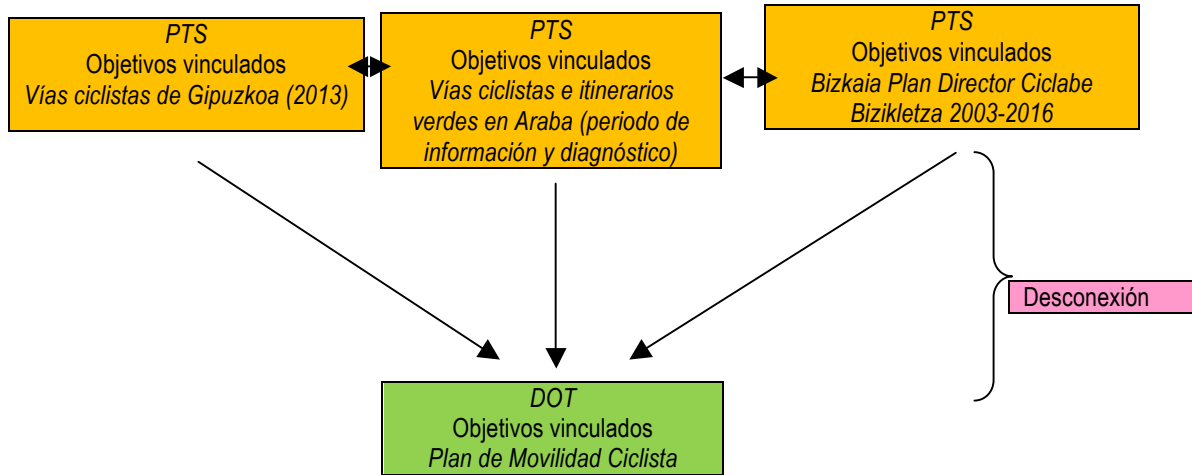 PTS
Objetivos vinculados
Vías ciclistas de Gipuzkoa (2013)
PTS
Objetivos vinculados
Vías ciclistas e itinerarios
verdes en Araba (periodo de
información y diagnóstico)
PTS
Objetivos vinculados
Bizkaia Plan Director Ciclabe
Bizikletza 2003-2016
Desconexión
DOT
Objetivos vinculados
Plan de Movilidad Ciclista